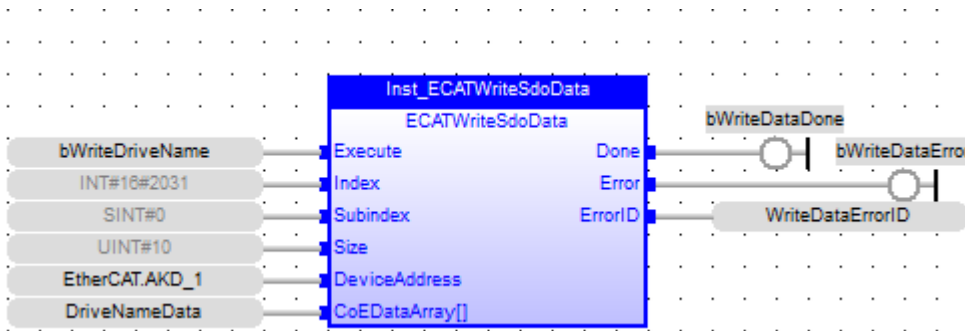 Inst_ECATWriteSdoData
ECATWriteSdoData
bWriteDataDone
bWriteDriveName Execute Done bWriteDataError
INT#16#2031 Index Error
SINT#0 Subindex ErrorID WriteDataErrorID
UINT#10 Size
EtherCAT.AKD_1 DeviceAddress
DriveNameData CoEDataArray[]